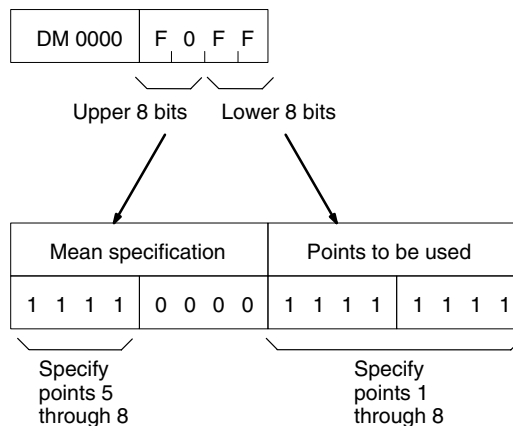 DM 0000 F 0 F F
Upper 8 bits Lower 8 bits
Mean specification Points to be used
1 1 1 1 0 0 0 0 1 1 1 1 1 1 1 1
Specify
points 5
through 8
Specify
points 1
through 8